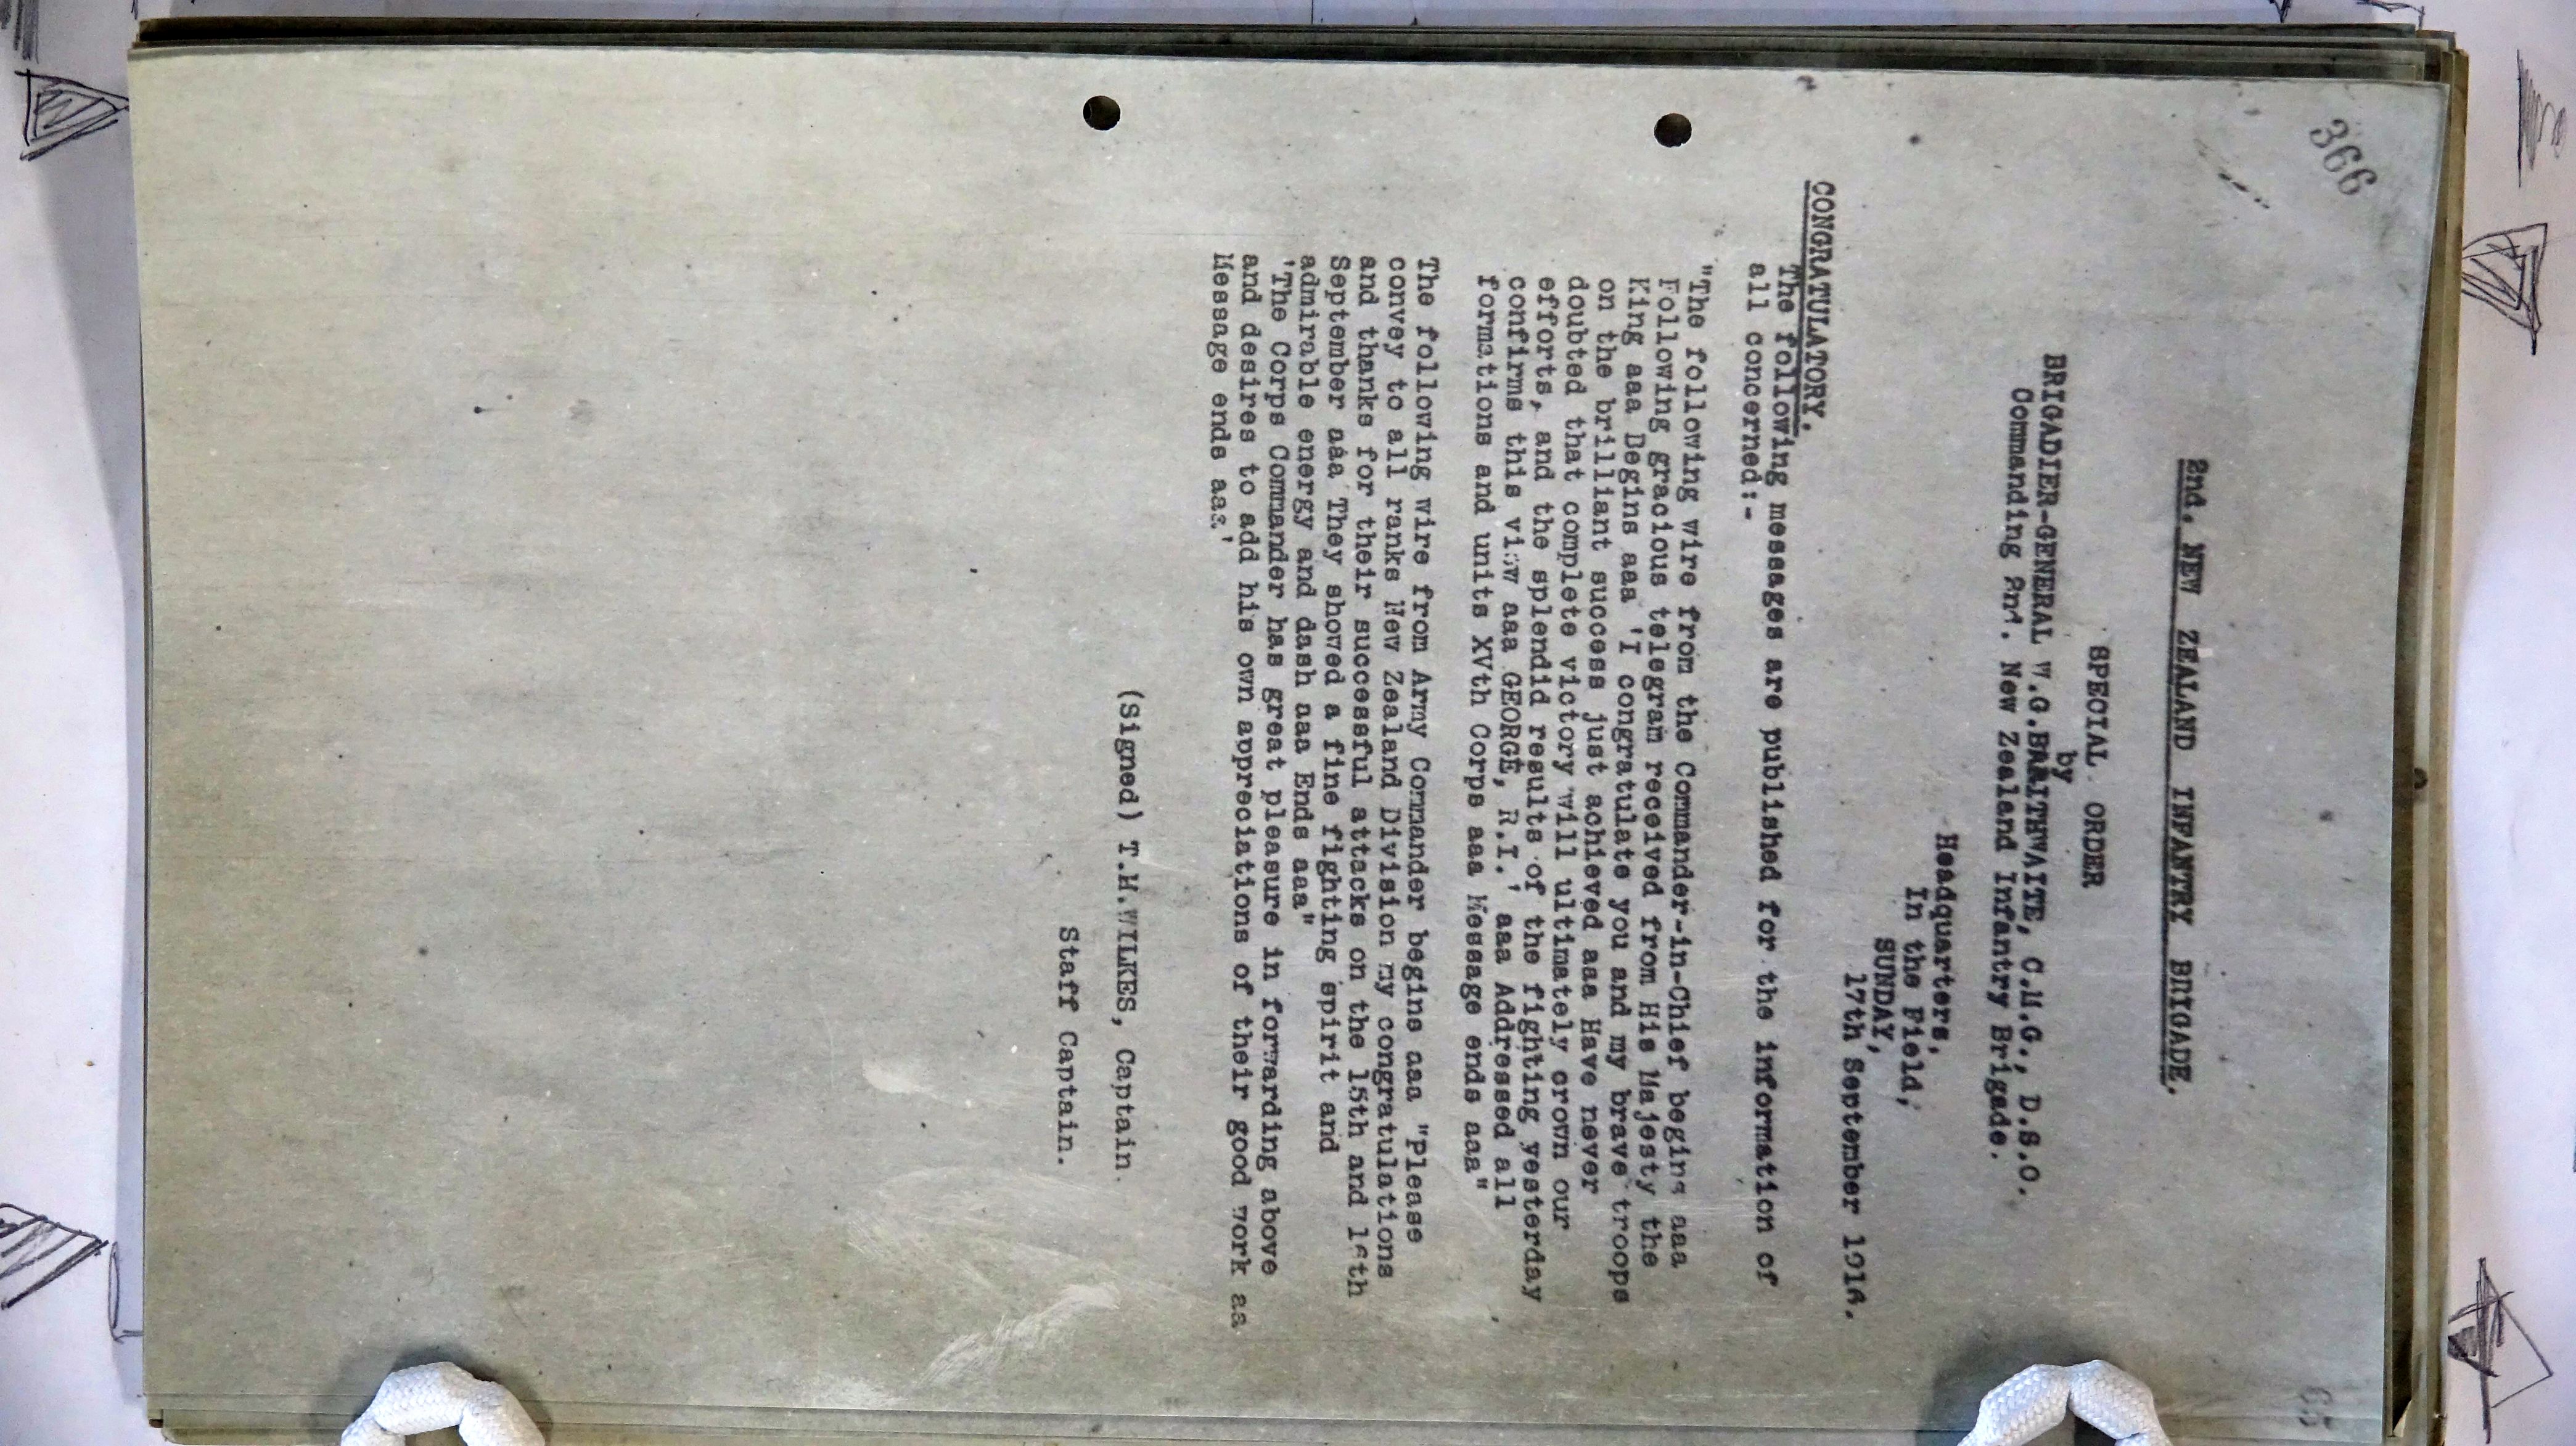 366
65
2nd. NEW ZEALAND INFANTRY BRIGADE.
SPECIAL ORDER
by
BRIGADIER-GENERAL W.G.BRAITHWAITE, C.M.G., D.S.O.
Commanding 2nd. New Zealand Infantry Brigade.
Headquarters,
In the Field,
SUNDAY,
17th September 1916.
CONGRATULATORY.
The following messages are published for the information of
all concerned:-
"The following wire from the Commander-in-Chief begins aaa
Following gracious telegram received from His Majesty the
King aaa Begins aaa 'I congratulate you and my brave troops
on the brilliant success just achieved aaa Have never
doubted that complete victory will ultimately crown our
efforts, and the splendid results of the fighting yesterday
confirms this view aaa GEORGE, R.I.' aaa Addressed all
formations and units XVth Corps aaa Message ends aaa"
The following wire from Army Commander begins aaa "Please
convey to all ranks New Zealand Division my congratulations
and thanks for their successful attacks on the 15th and 16th
September aaa They showed a fine fighting spirit and
admirable energy and dash aaa Ends aaa"
'The Corps Commander has great pleasure in forwarding above
and desires to add his own appreciations of their good work aa
Message ends aaa.'
(Signed) T.H.WILKES, Captain.
Staff Captain.